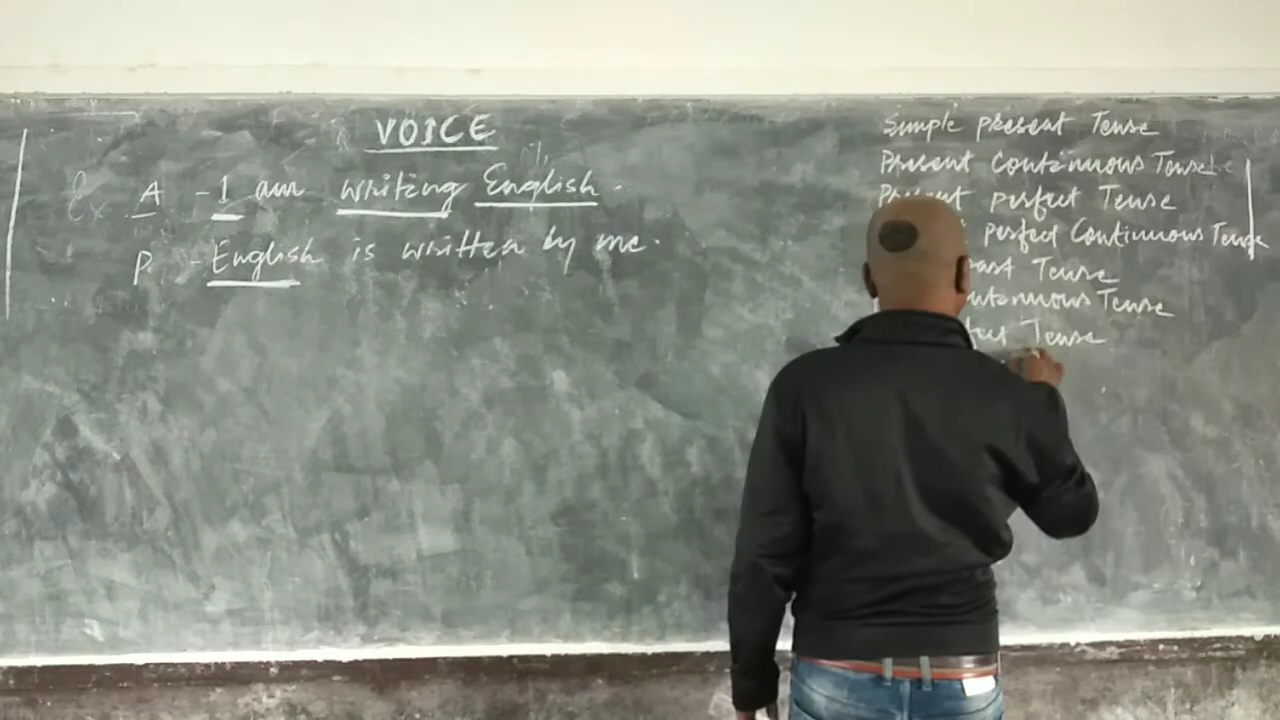 VOICE
Ex. A - I am writing English.
P. - English is written by me.
Simple present Tense
Present Continuous Tense
Present perfect Tense
perfect Continuous Tense
past Tense
Tense
Tense